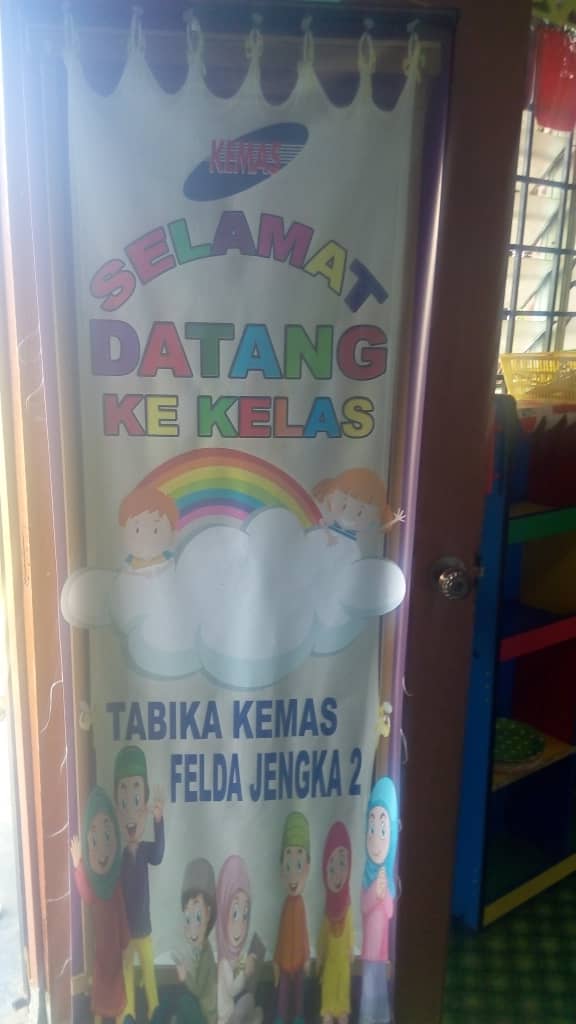 KEMAS
SELAMAT
DATANG
KE KELAS
TABIKA KEMAS
FELDA JENGKA 2